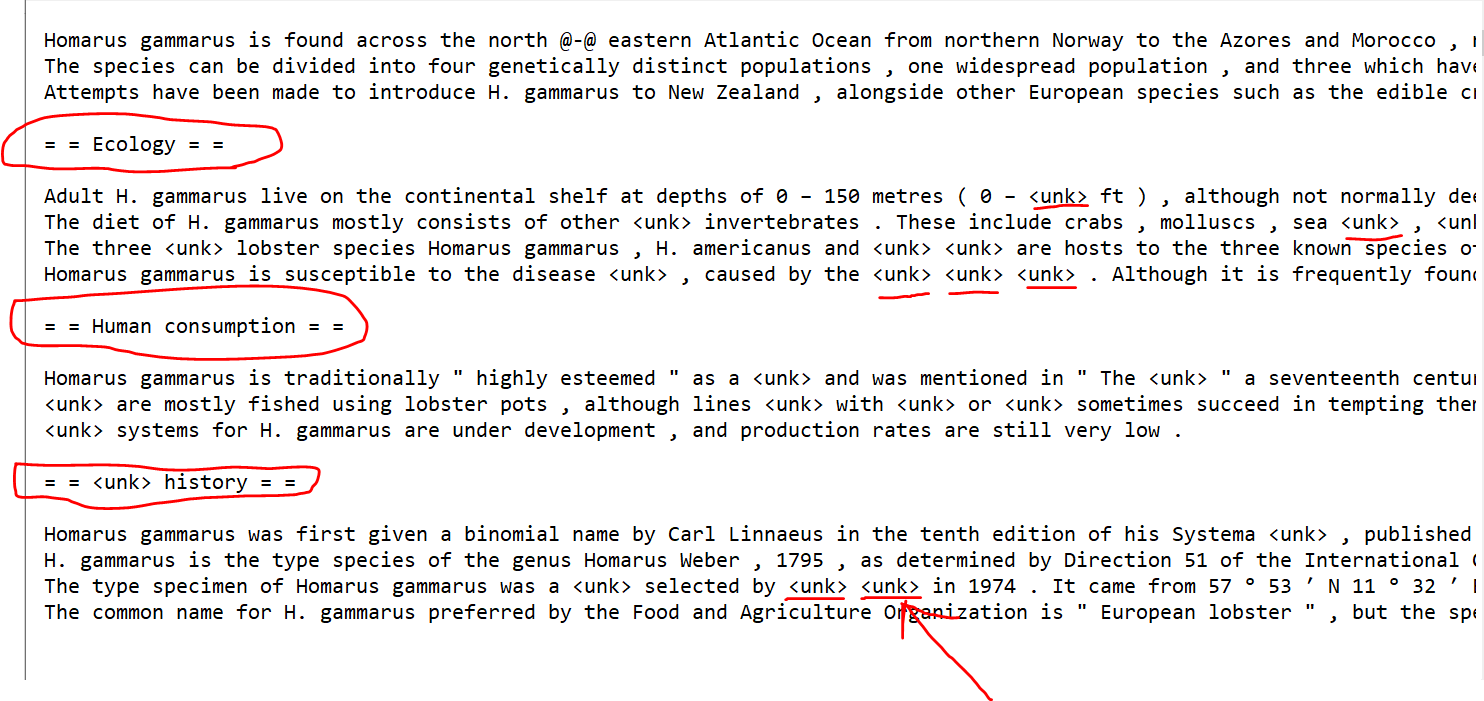 Homarus gammarus is found across the north @-@ eastern Atlantic Ocean from northern Norway to the Azores and Morocco ,
The species can be divided into four genetically distinct populations , one widespread population , and three which have
Attempts have been made to introduce H. gammarus to New Zealand , alongside other European species such as the edible
= = Ecology = =
Adult H. gammarus live on the continental shelf at depths of 0 – 150 metres ( 0 – <unk> ft ) , although not normally
The diet of H. gammarus mostly consists of other <unk> invertebrates . These include crabs , molluscs , sea <unk> ,
The three <unk> lobster species Homarus gammarus , H. americanus and <unk> <unk> are hosts to the three known species
Homarus gammarus is susceptible to the disease <unk> , caused by the <unk> <unk> <unk> . Although it is frequently
= = Human consumption = =
Homarus gammarus is traditionally " highly esteemed " as a <unk> and was mentioned in " The <unk> " a seventeenth
<unk> are mostly fished using lobster pots , although lines <unk> with <unk> or <unk> sometimes succeed in tempting
<unk> systems for H. gammarus are under development , and production rates are still very low .
= = <unk> history = =
Homarus gammarus was first given a binomial name by Carl Linnaeus in the tenth edition of his Systema <unk> , published
H. gammarus is the type species of the genus Homarus Weber , 1795 , as determined by Direction 51 of the International
The type specimen of Homarus gammarus was a <unk> selected by <unk> <unk> in 1974 . It came from 57 ° 53 ′ N 11 ° 32 ′
The common name for H. gammarus preferred by the Food and Agriculture Organization is " European lobster " , but the